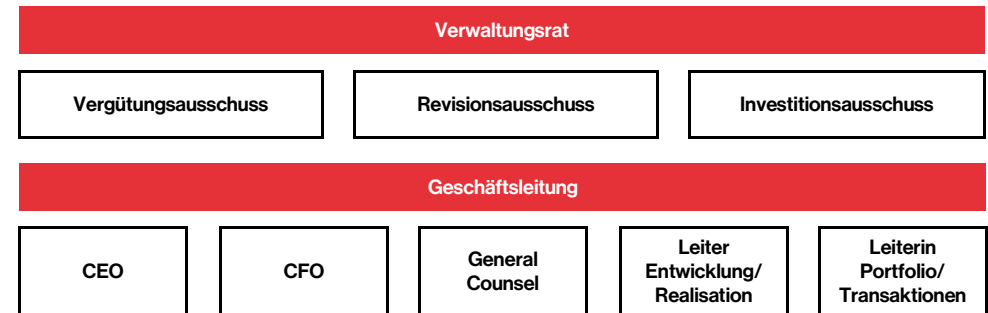 Verwaltungsrat
Vergütungsausschuss
Revisionsausschuss
Investitionsausschuss
Geschäftsleitung
CEO
CFO
General
Counsel
Leiter
Entwicklung/
Realisation
Leiterin
Portfolio/
Transaktionen